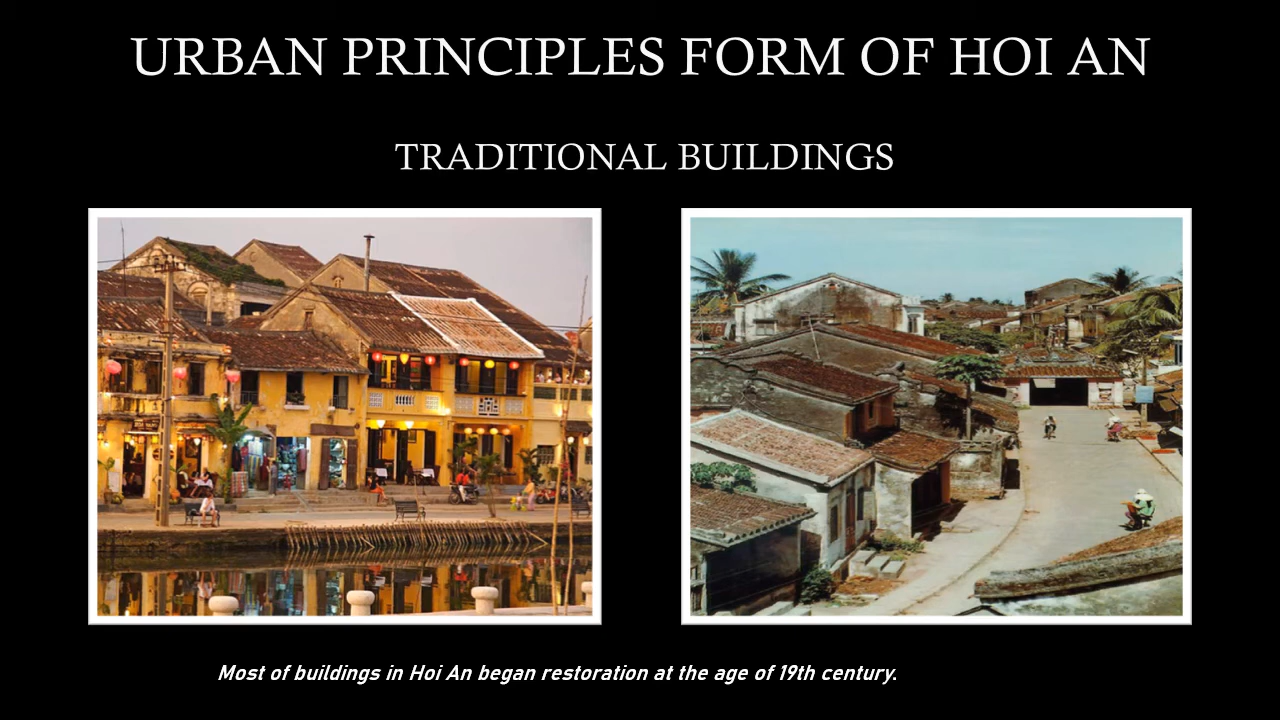 URBAN PRINCIPLES FORM OF HOI AN
TRADITIONAL BUILDINGS
Most of buildings in Hoi An began restoration at the age of 19th century.